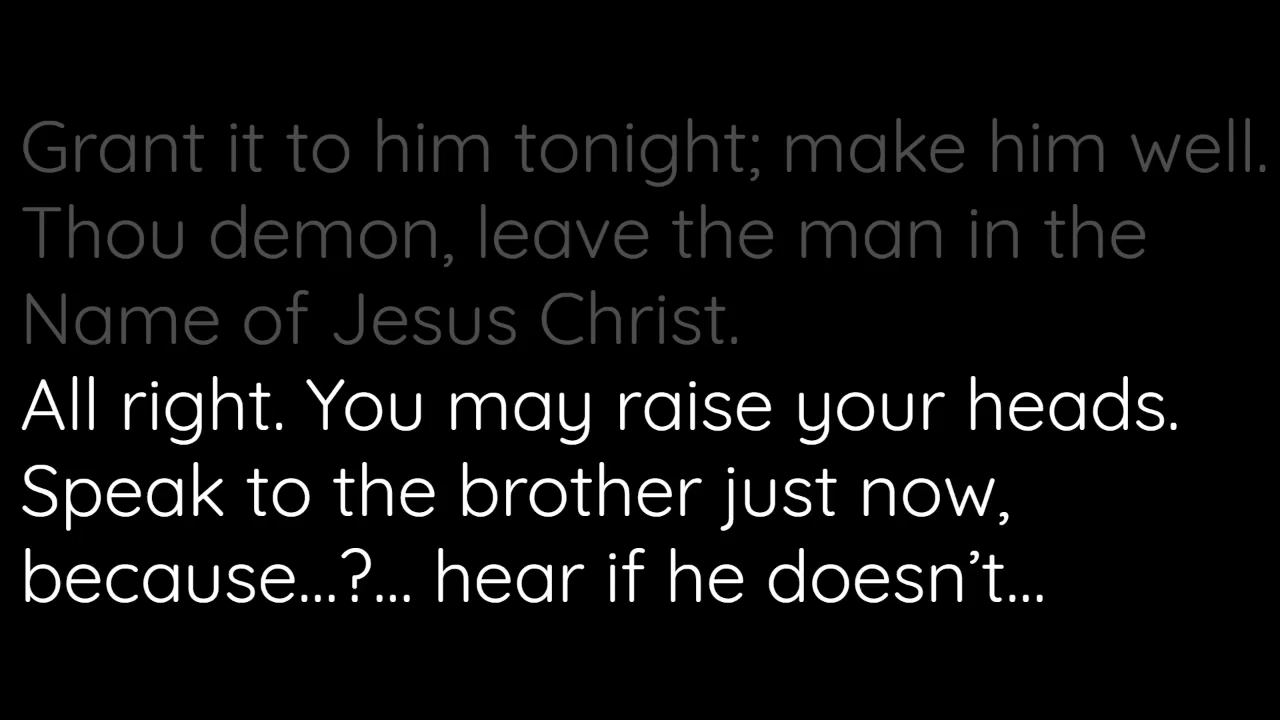 Grant it to him tonight; make him well.
Thou demon, leave the man in the
Name of Jesus Christ.
All right. You may raise your heads.
Speak to the brother just now,
because...?... hear if he doesn’t...